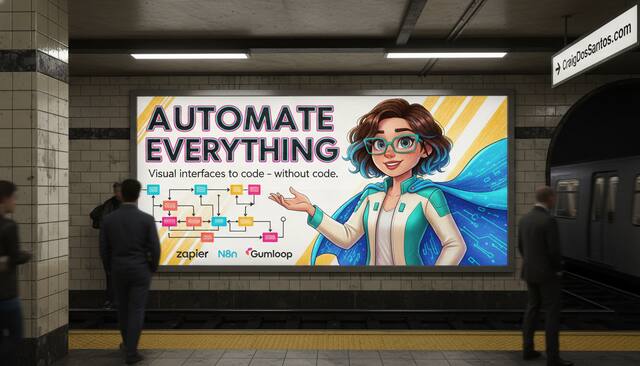 AUTOMATE
EVERYTHING
Visual interfaces to code - without code.
zapier N8n Gumloop
→ CraigDosSantos.com